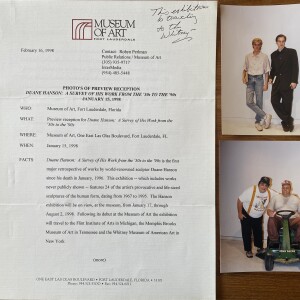 MUSEUM
OF ART
FORT LAUDERDALE
This exhibition
is traveling
to the
Whitney
February 16, 1998
Contact: Robyn Perlman
Public Relations / Museum of Art
PHOTO'S OF PREVIEW RECEPTION
DUANE HANSON: A SURVEY OF HIS WORK FROM THE '30s TO THE '90s
JANUARY 15, 1998
WHO: Museum of Art, Fort Lauderdale, Florida
WHAT: Preview reception for Duane Hanson: A Survey of His Work from the
'30s to the '90s
WHERE: Museum of Art, One East Las Olas Boulevard, Fort Lauderdale, FL
WHEN: January 15, 1998
FACTS: Duane Hanson: A Survey of His Work from the '30s to the '90s is the first
major retrospective of works by world-renowned sculptor Duane Hanson
since his death in January, 1996. This exhibition - which includes works
never publicly shown - features 24 of the artist's provocative and life-sized
sculptures of the human form, dating from 1967 to 1995. The Hanson
exhibition will be on view, at the museum, from January 17, through
August 2, 1998. Following its debut at the Museum of Art the exhibition
will travel to the Flint Institute of Arts in Michigan, the Memphis Brooks
Museum of Art in Tennessee and the Whitney Museum of American Art in
New York.
(more)
ONE EAST LAS OLAS BOULEVARD • FORT LAUDERDALE, FLORIDA • 33301